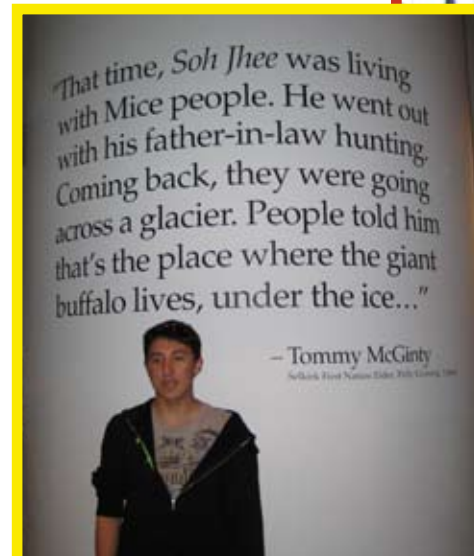 "That time, Soh Jhee was living
with Mice people. He went out
with his father-in-law hunting.
Coming back, they were going
across a glacier. People told him
that's the place where the giant
buffalo lives, under the ice..."
– Tommy McGinty
Selkirk First Nation Elder, Pelly